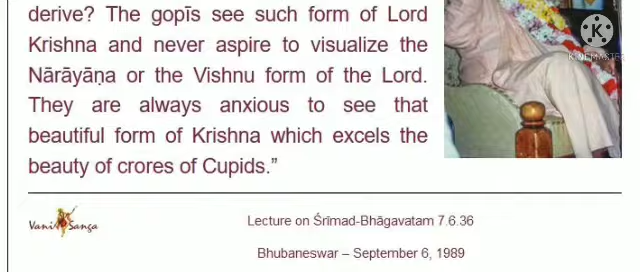 derive? The gopīs see such form of Lord
Krishna and never aspire to visualize the
Nārāyāṇa or the Vishnu form of the Lord.
They are always anxious to see that
beautiful form of Krishna which excels the
beauty of crores of Cupids.”
K
KINEMASTER
Vani Sanga
Lecture on Śrīmad-Bhāgavatam 7.6.36
Bhubaneswar – September 6, 1989